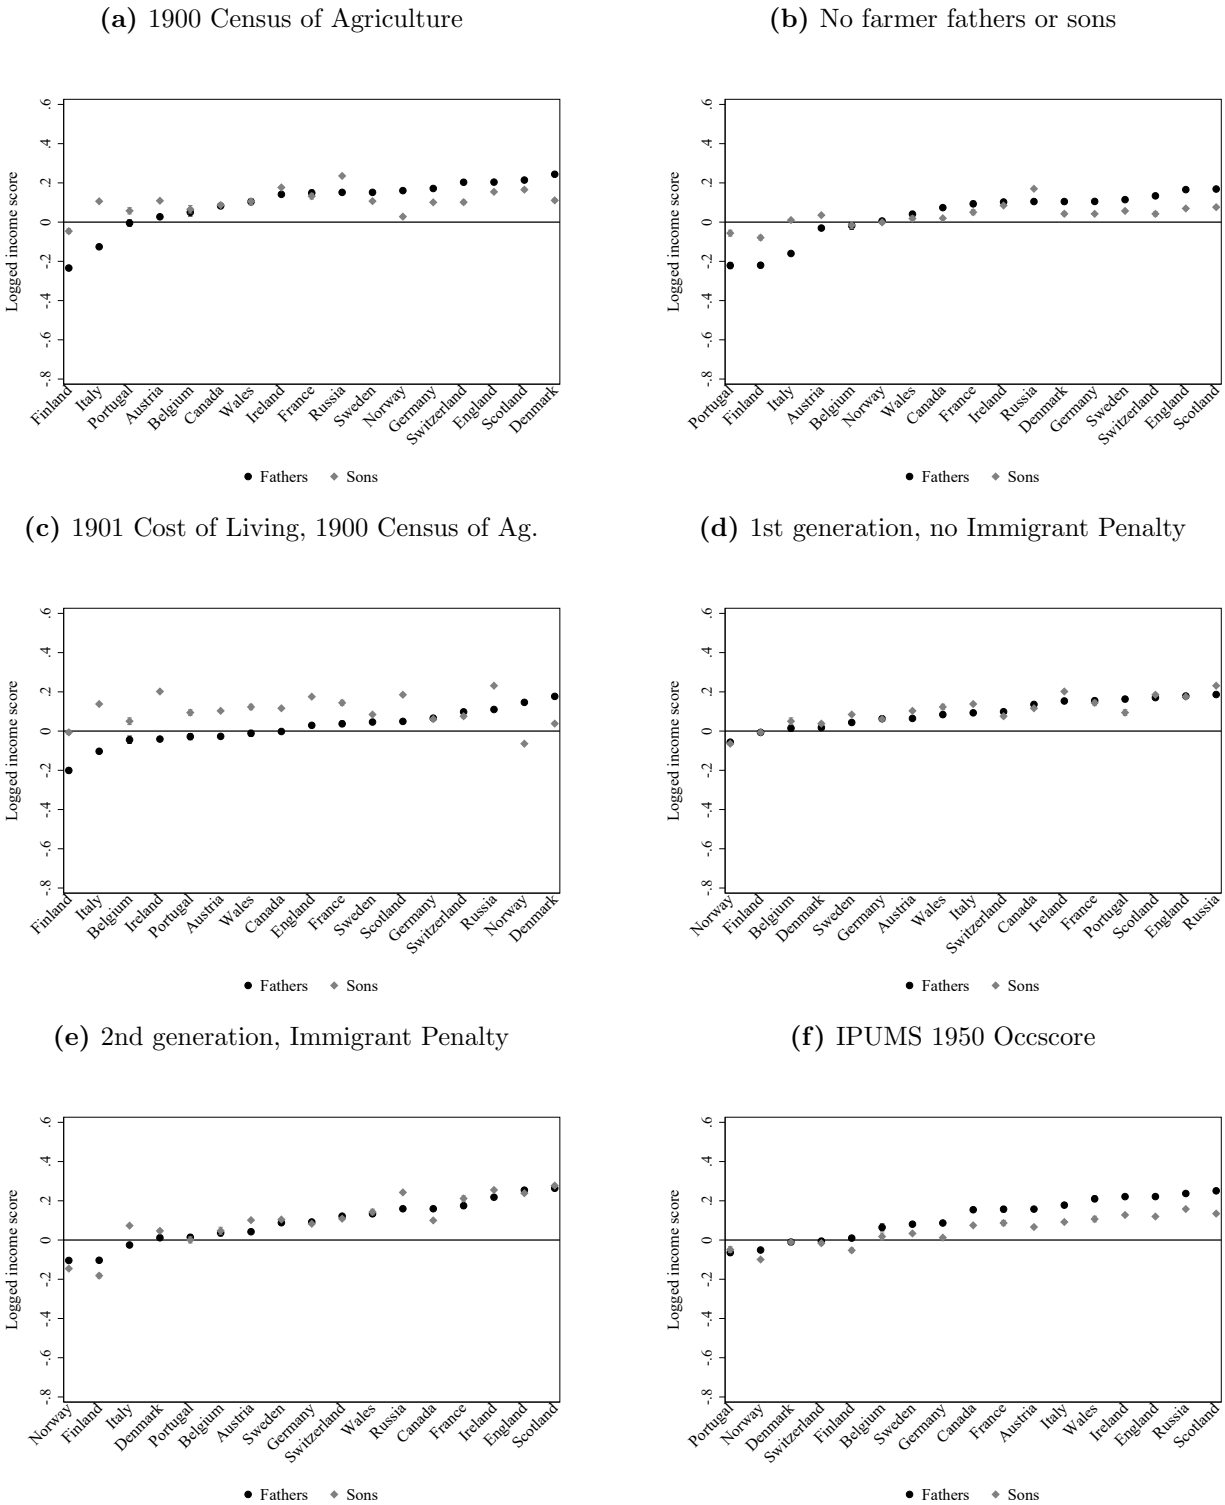 (a) 1900 Census of Agriculture
Logged income score
.6
.4
.2
0
-.2
-.4
-.6
-.8
Finland
Italy
Portugal
Austria
Belgium
Canada
Wales
Ireland
France
Russia
Sweden
Norway
Germany
Switzerland
England
Scotland
Denmark
Fathers Sons
(b) No farmer fathers or sons
Logged income score
.6
.4
.2
0
-.2
-.4
-.6
-.8
Portugal
Finland
Italy
Austria
Belgium
Norway
Wales
Canada
France
Ireland
Russia
Denmark
Germany
Sweden
Switzerland
England
Scotland
Fathers Sons
(c) 1901 Cost of Living, 1900 Census of Ag.
Logged income score
.6
.4
.2
0
-.2
-.4
-.6
-.8
Finland
Italy
Belgium
Ireland
Portugal
Austria
Wales
Canada
England
France
Sweden
Scotland
Germany
Switzerland
Russia
Norway
Denmark
Fathers Sons
(d) 1st generation, no Immigrant Penalty
Logged income score
.6
.4
.2
0
-.2
-.4
-.6
-.8
Norway
Finland
Belgium
Denmark
Sweden
Germany
Austria
Wales
Italy
Switzerland
Canada
Ireland
France
Portugal
Scotland
England
Russia
Fathers Sons
(e) 2nd generation, Immigrant Penalty
Logged income score
.6
.4
.2
0
-.2
-.4
-.6
-.8
Norway
Finland
Italy
Denmark
Portugal
Belgium
Austria
Sweden
Germany
Switzerland
Wales
Russia
Canada
France
Ireland
England
Scotland
Fathers Sons
(f) IPUMS 1950 Occscore
Logged income score
.6
.4
.2
0
-.2
-.4
-.6
-.8
Portugal
Norway
Denmark
Switzerland
Finland
Belgium
Sweden
Germany
Canada
France
Austria
Italy
Wales
Ireland
England
Russia
Scotland
Fathers Sons